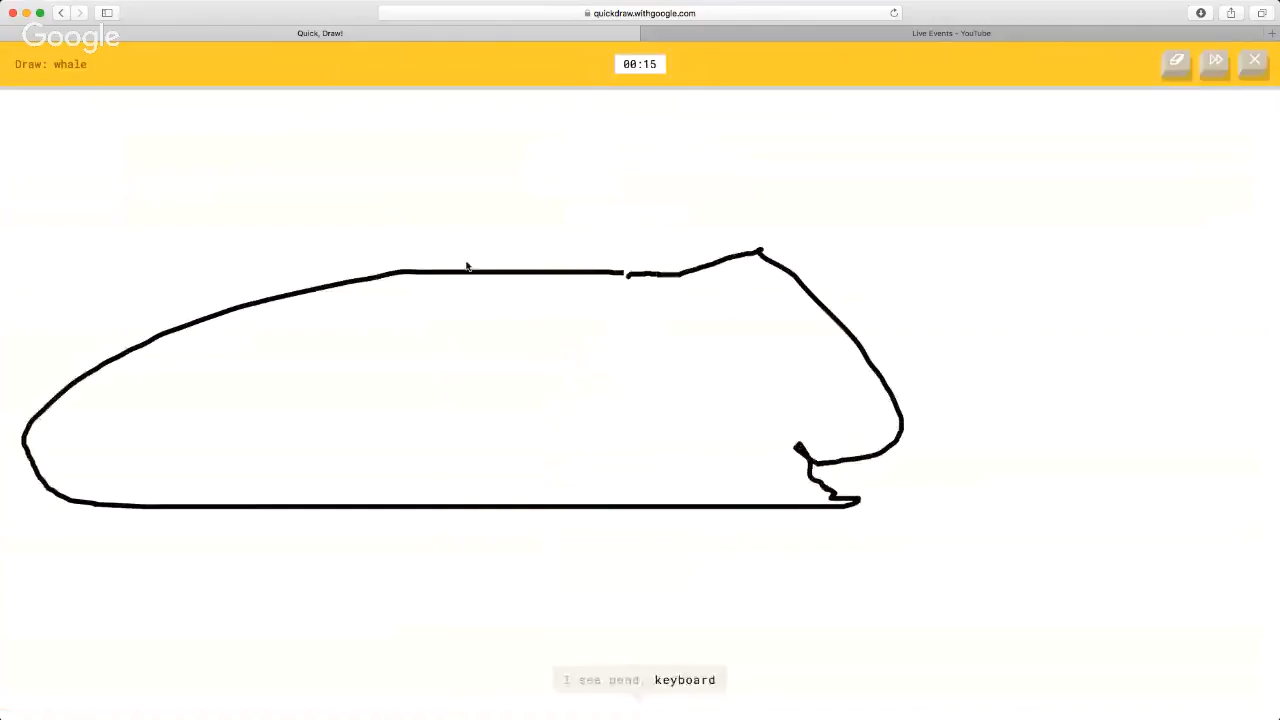 quickdraw.withgoogle.com
Quick, Draw!
Live Events - YouTube
Google
Draw: whale
00:15
I see pond, keyboard